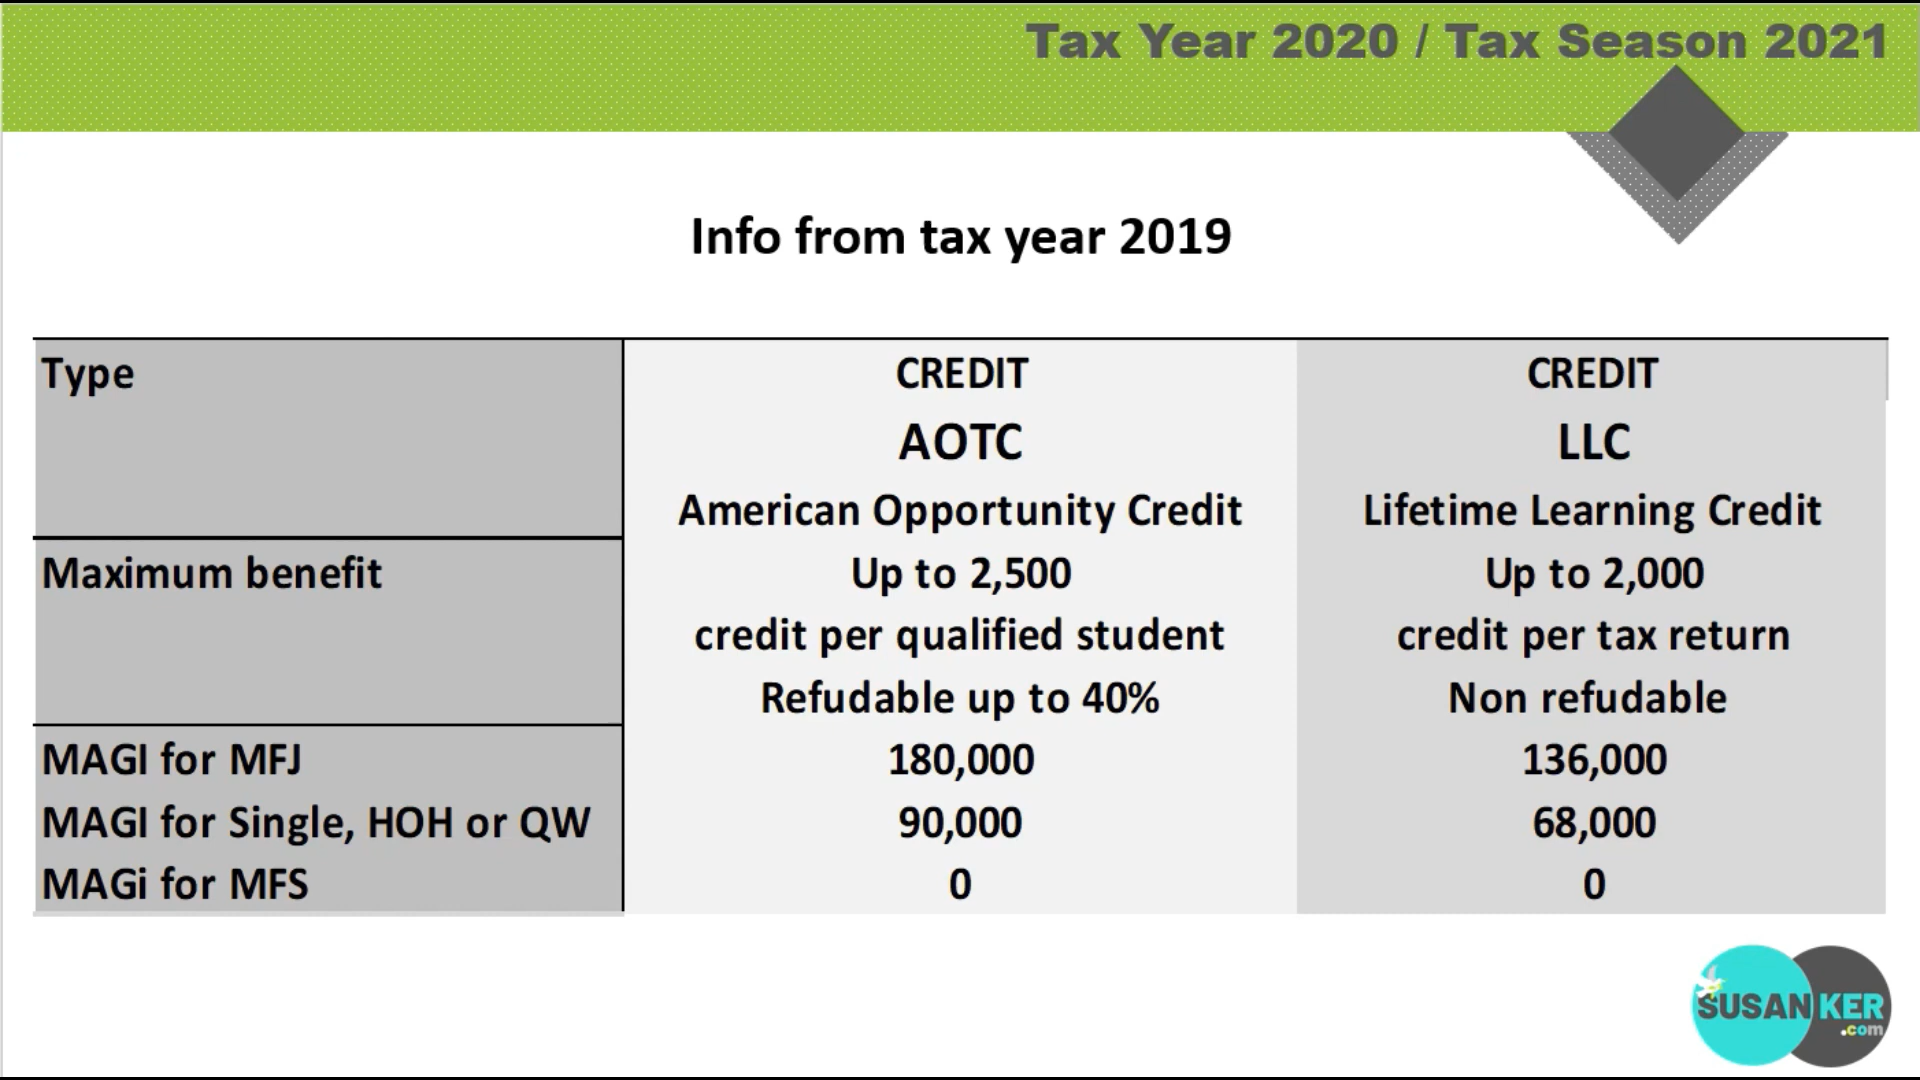 Tax Year 2020 / Tax Season 2021
Info from tax year 2019
Type CREDIT CREDIT
AOTC LLC
American Opportunity Credit Lifetime Learning Credit
Maximum benefit Up to 2,500 Up to 2,000
credit per qualified student credit per tax return
Refudable up to 40% Non refudable
MAGI for MFJ 180,000 136,000
MAGI for Single, HOH or QW 90,000 68,000
MAGi for MFS 0 0
SUSAN KER
.com